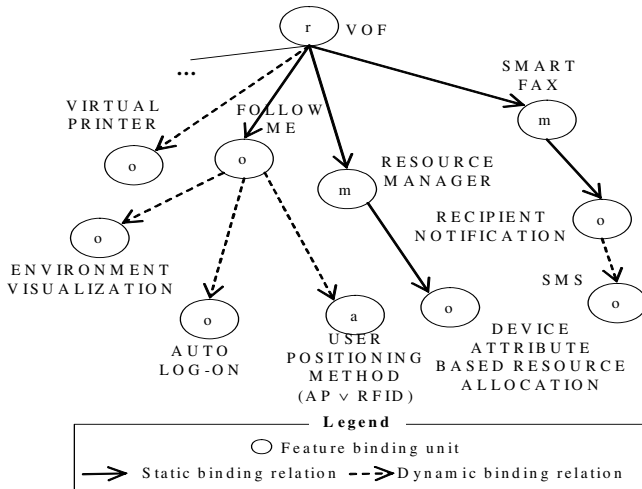 r
VOF
...
SMART
FAX
VIRTUAL
PRINTER
FOLLOW
ME
m
o
o
RESOURCE
MANAGER
m
o
RECIPIENT
NOTIFICATION
o
ENVIRONMENT
VISUALIZATION
SMS
o
o
a
o
AUTO
LOG-ON
USER
POSITIONING
METHOD
(AP ∨ RFID)
DEVICE
ATTRIBUTE
BASED RESOURCE
ALLOCATION
Legend
Feature binding unit
Static binding relation
Dynamic binding relation